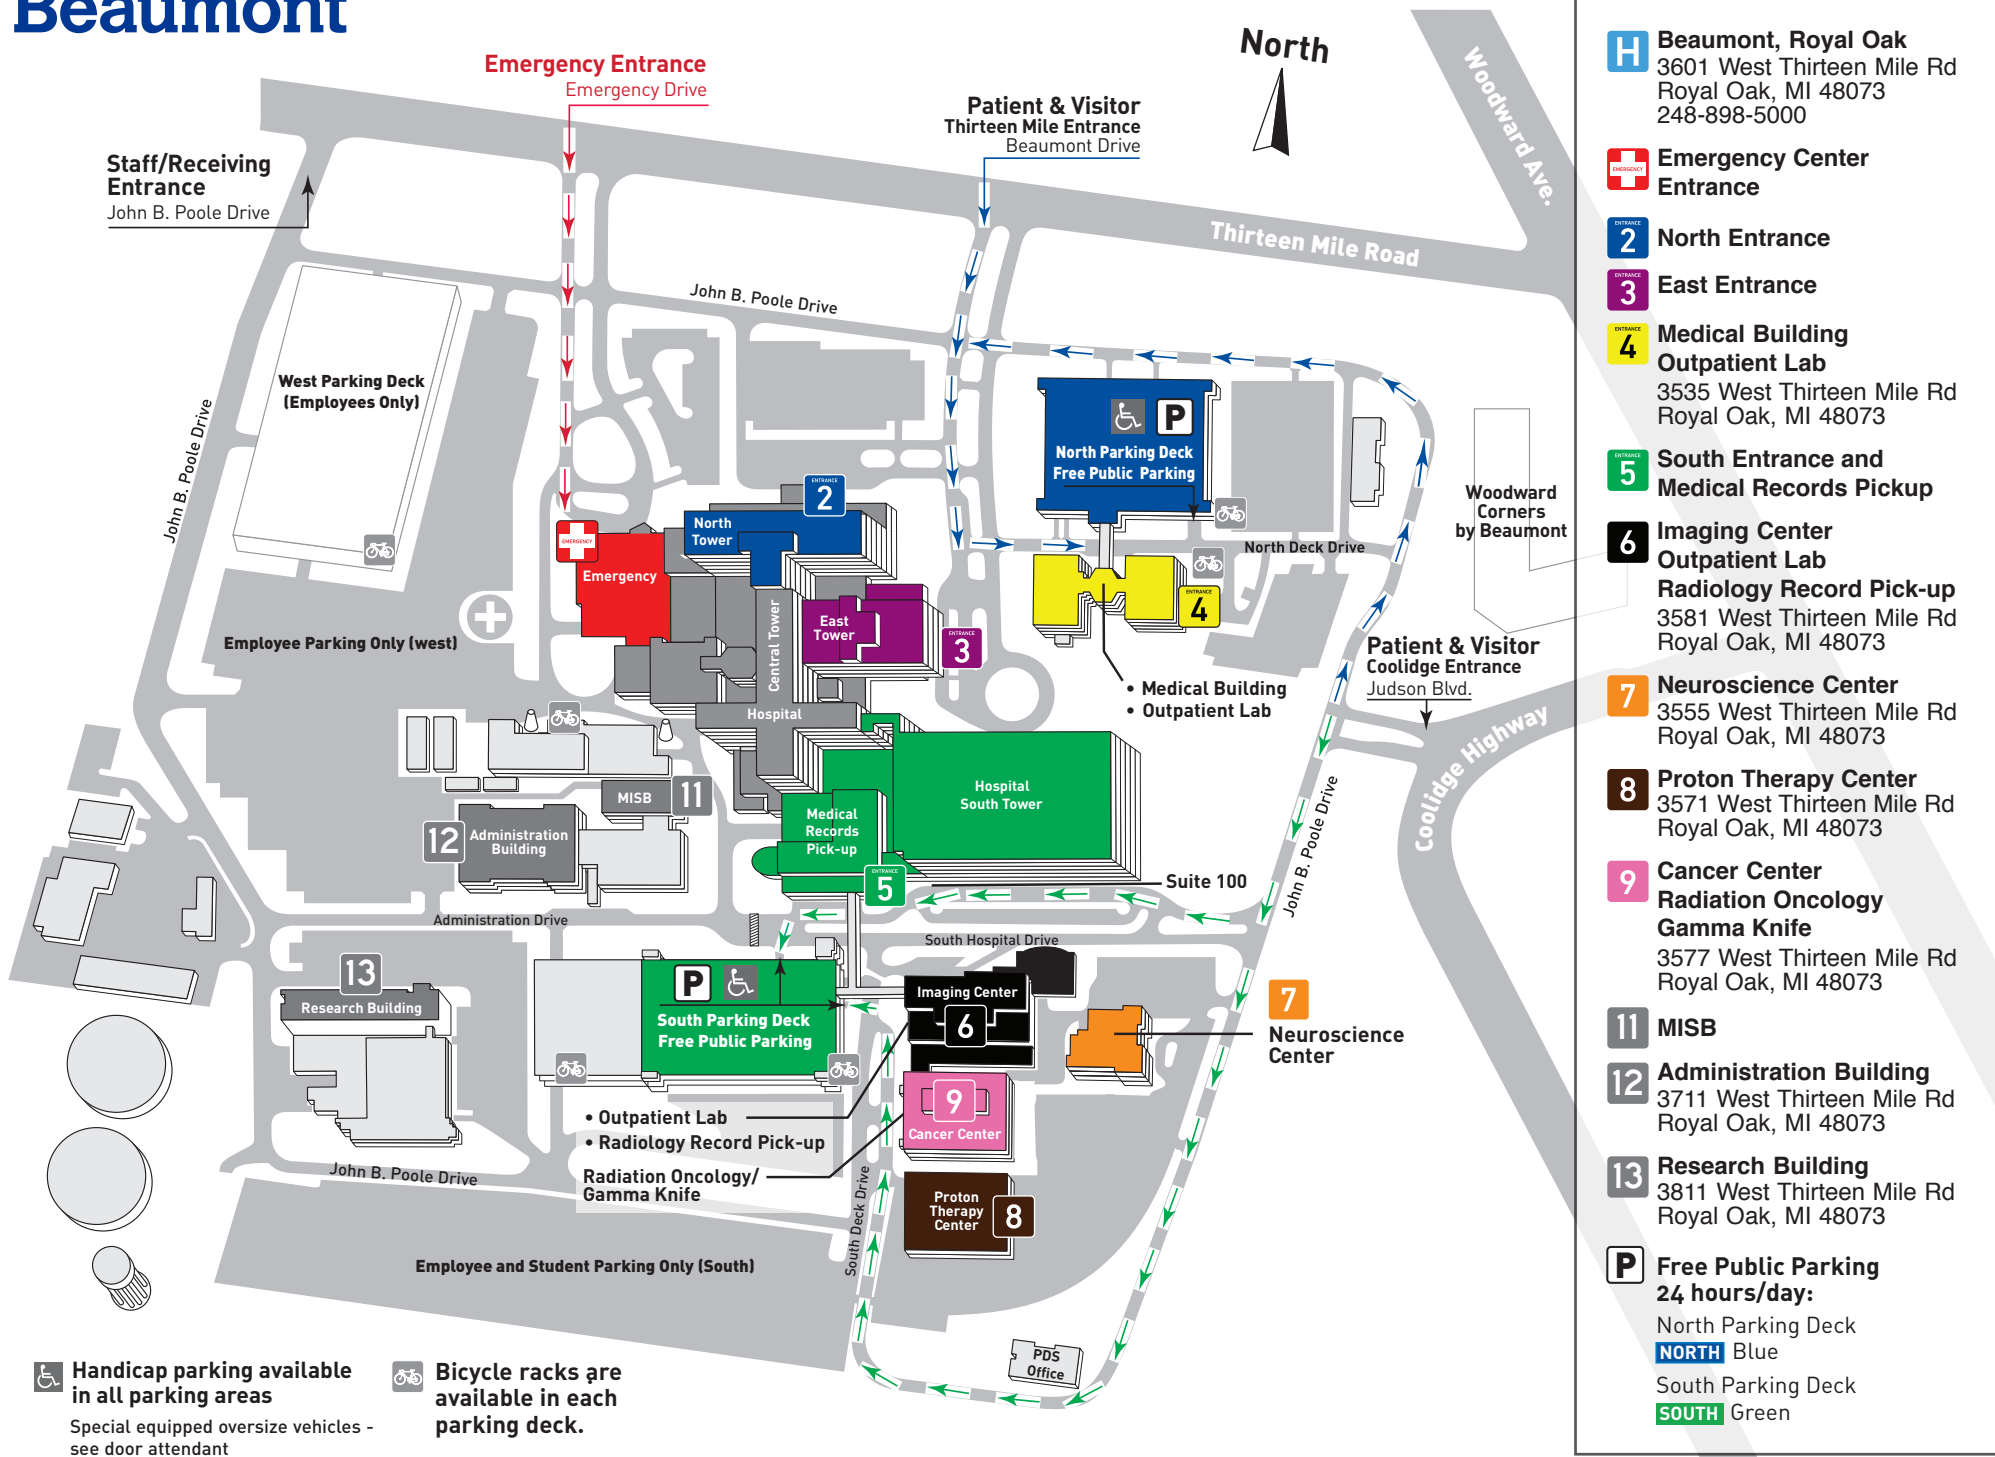 Beaumont
North
Emergency Entrance
Emergency Drive
Patient & Visitor
Thirteen Mile Entrance
Beaumont Drive
Staff/Receiving
Entrance
John B. Poole Drive
Woodward Ave.
Thirteen Mile Road
John B. Poole Drive
West Parking Deck
(Employees Only)
John B. Poole Drive
P
North Parking Deck
Free Public Parking
Woodward
Corners
by Beaumont
ENTRANCE
2
North
Tower
EMERGENCY
Emergency
North Deck Drive
ENTRANCE
4
Central Tower
East
Tower
ENTRANCE
3
Employee Parking Only (west)
Patient & Visitor
Coolidge Entrance
Judson Blvd.
• Medical Building
• Outpatient Lab
Hospital
Coolidge Highway
Hospital
South Tower
MISB
11
12
Administration
Building
Medical
Records
Pick-up
ENTRANCE
5
Suite 100
John B. Poole Drive
Administration Drive
South Hospital Drive
13
Research Building
P
South Parking Deck
Free Public Parking
Imaging Center
6
7
Neuroscience
Center
9
Cancer Center
• Outpatient Lab
• Radiology Record Pick-up
Radiation Oncology/
Gamma Knife
John B. Poole Drive
South Deck Drive
Proton
Therapy
Center
8
Employee and Student Parking Only (South)
PDS
Office
Handicap parking available
in all parking areas
Special equipped oversize vehicles -
see door attendant
Bicycle racks are
available in each
parking deck.
H
Beaumont, Royal Oak
3601 West Thirteen Mile Rd
Royal Oak, MI 48073
248-898-5000
EMERGENCY
Emergency Center
Entrance
ENTRANCE
2
North Entrance
ENTRANCE
3
East Entrance
ENTRANCE
4
Medical Building
Outpatient Lab
3535 West Thirteen Mile Rd
Royal Oak, MI 48073
ENTRANCE
5
South Entrance and
Medical Records Pickup
6
Imaging Center
Outpatient Lab
Radiology Record Pick-up
3581 West Thirteen Mile Rd
Royal Oak, MI 48073
7
Neuroscience Center
3555 West Thirteen Mile Rd
Royal Oak, MI 48073
8
Proton Therapy Center
3571 West Thirteen Mile Rd
Royal Oak, MI 48073
9
Cancer Center
Radiation Oncology
Gamma Knife
3577 West Thirteen Mile Rd
Royal Oak, MI 48073
11
MISB
12
Administration Building
3711 West Thirteen Mile Rd
Royal Oak, MI 48073
13
Research Building
3811 West Thirteen Mile Rd
Royal Oak, MI 48073
P
Free Public Parking
24 hours/day:
North Parking Deck
NORTH Blue
South Parking Deck
SOUTH Green